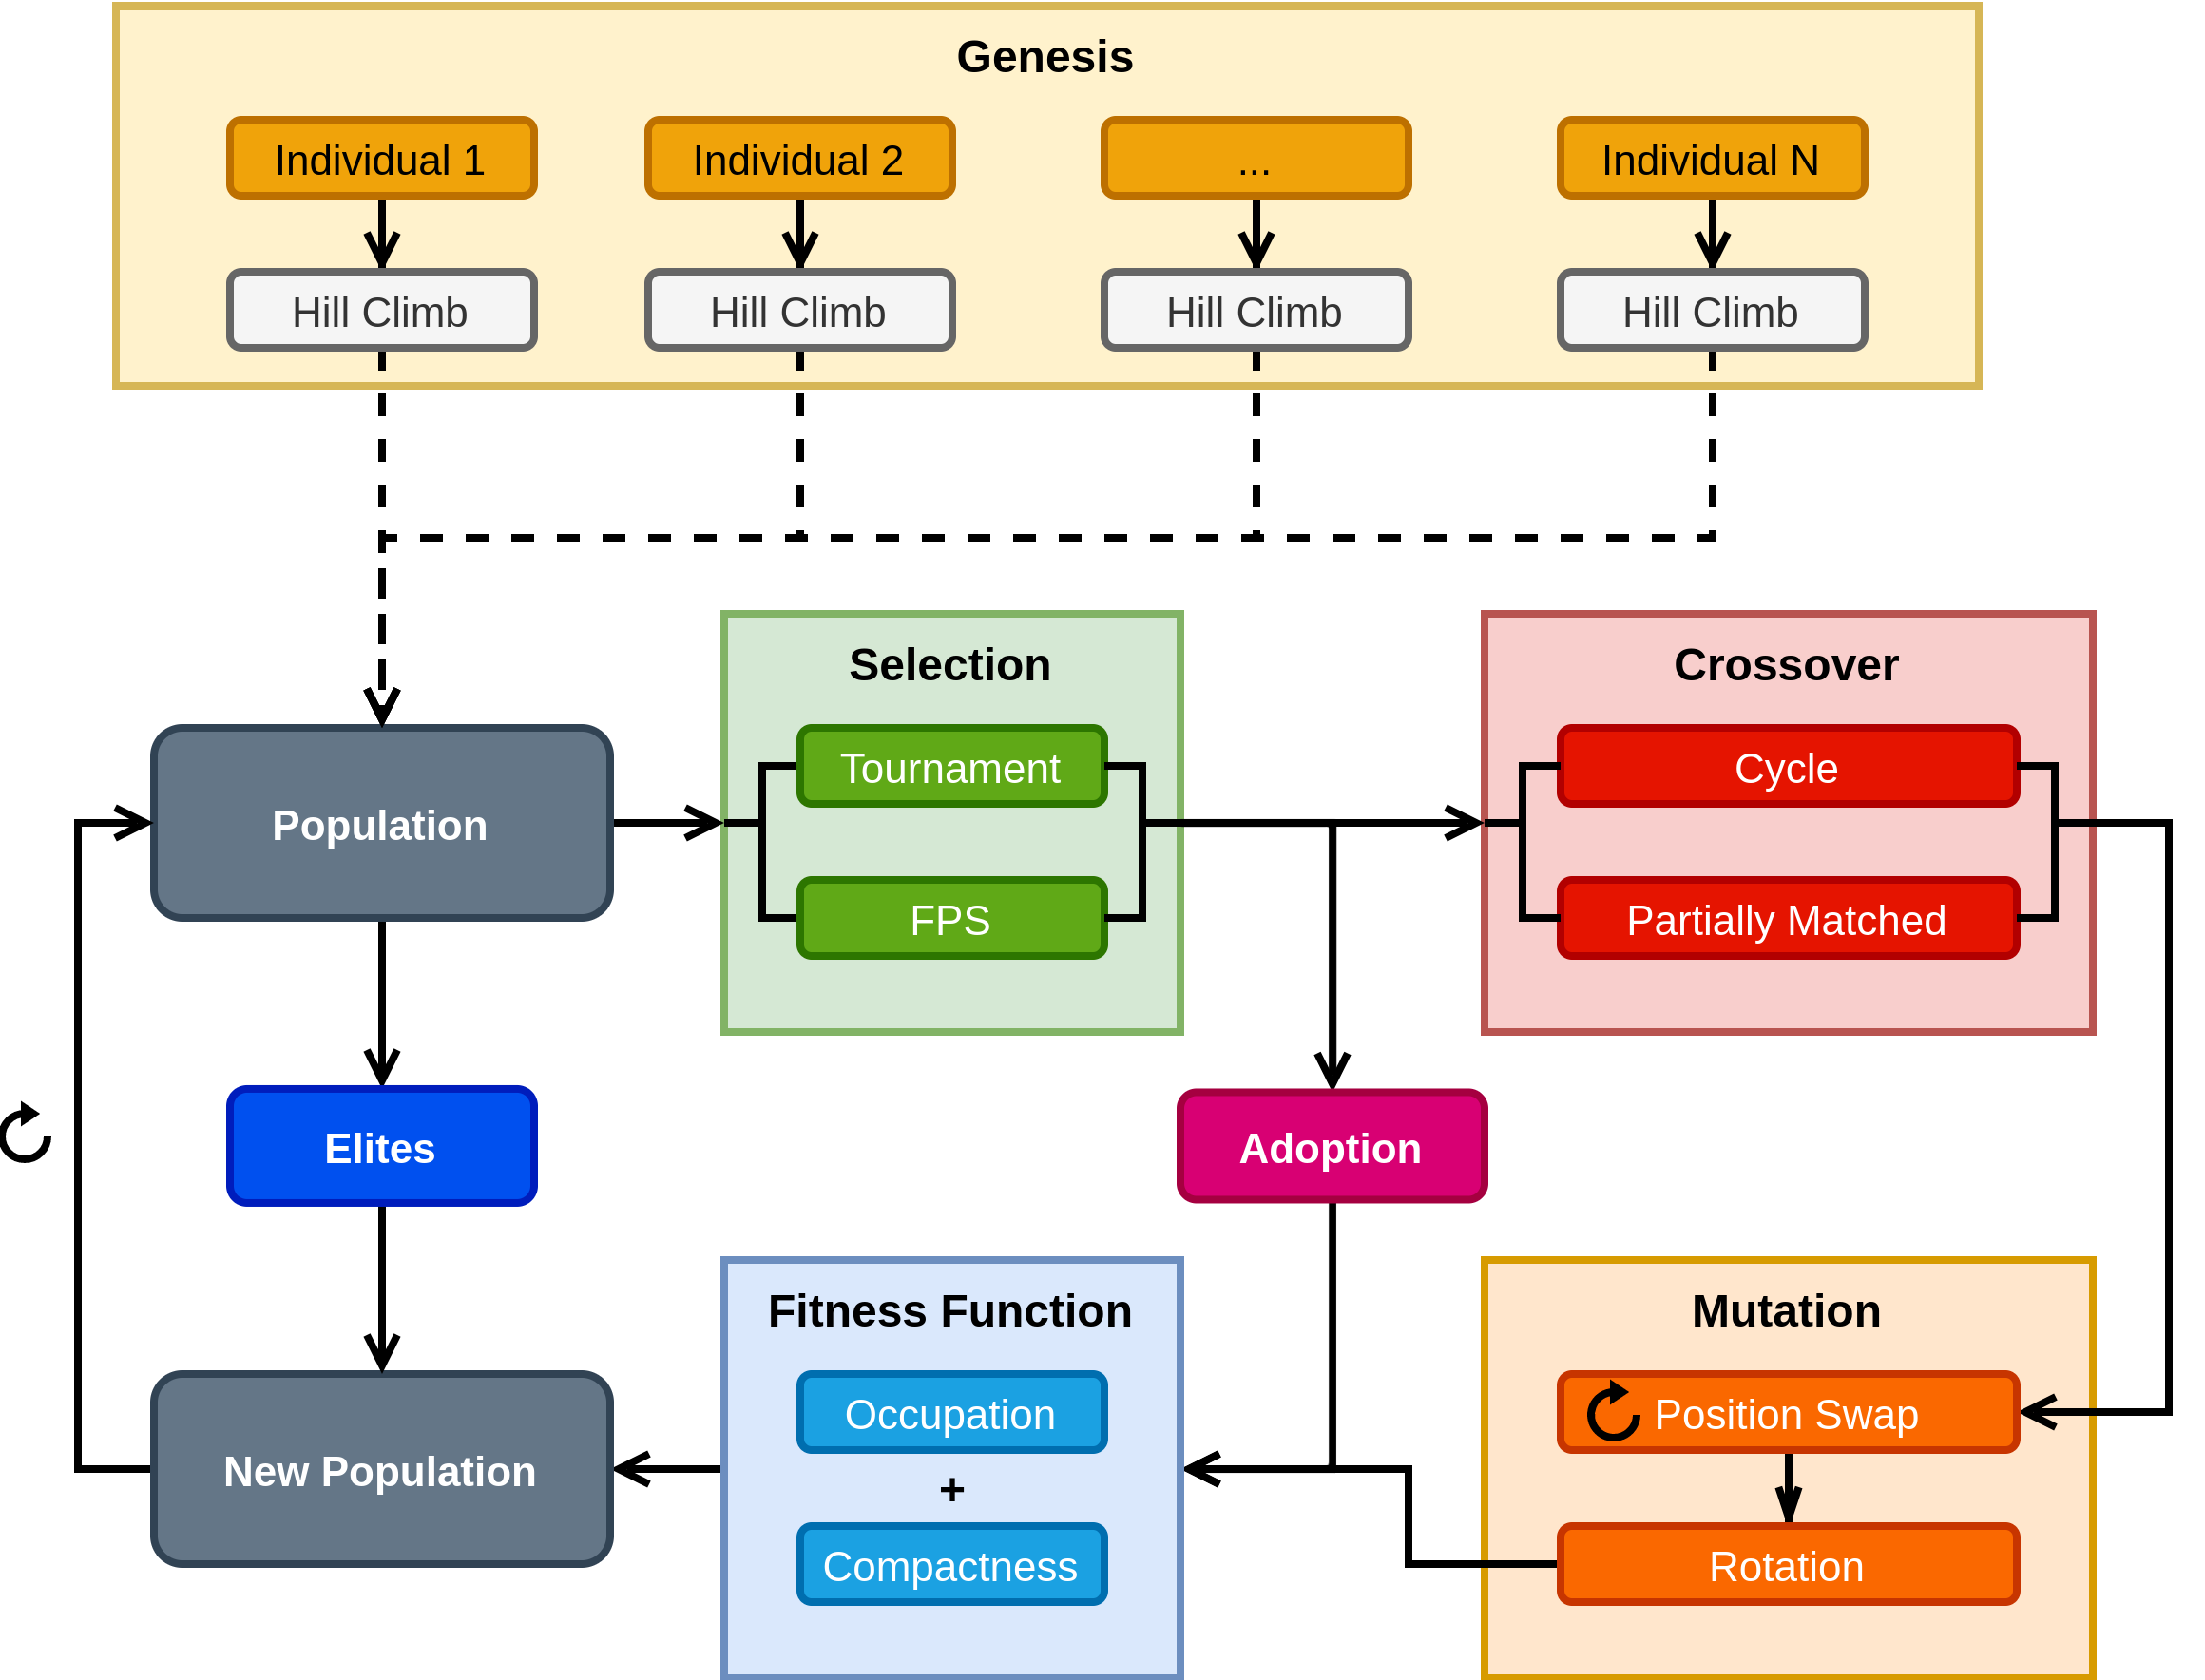 Genesis
Individual 1
Individual 2
...
Individual N
Hill Climb
Hill Climb
Hill Climb
Hill Climb
Selection
Crossover
Tournament
Cycle
Population
FPS
Partially Matched
Elites
Adoption
Fitness Function
Mutation
Occupation
Position Swap
New Population
+
Compactness
Rotation